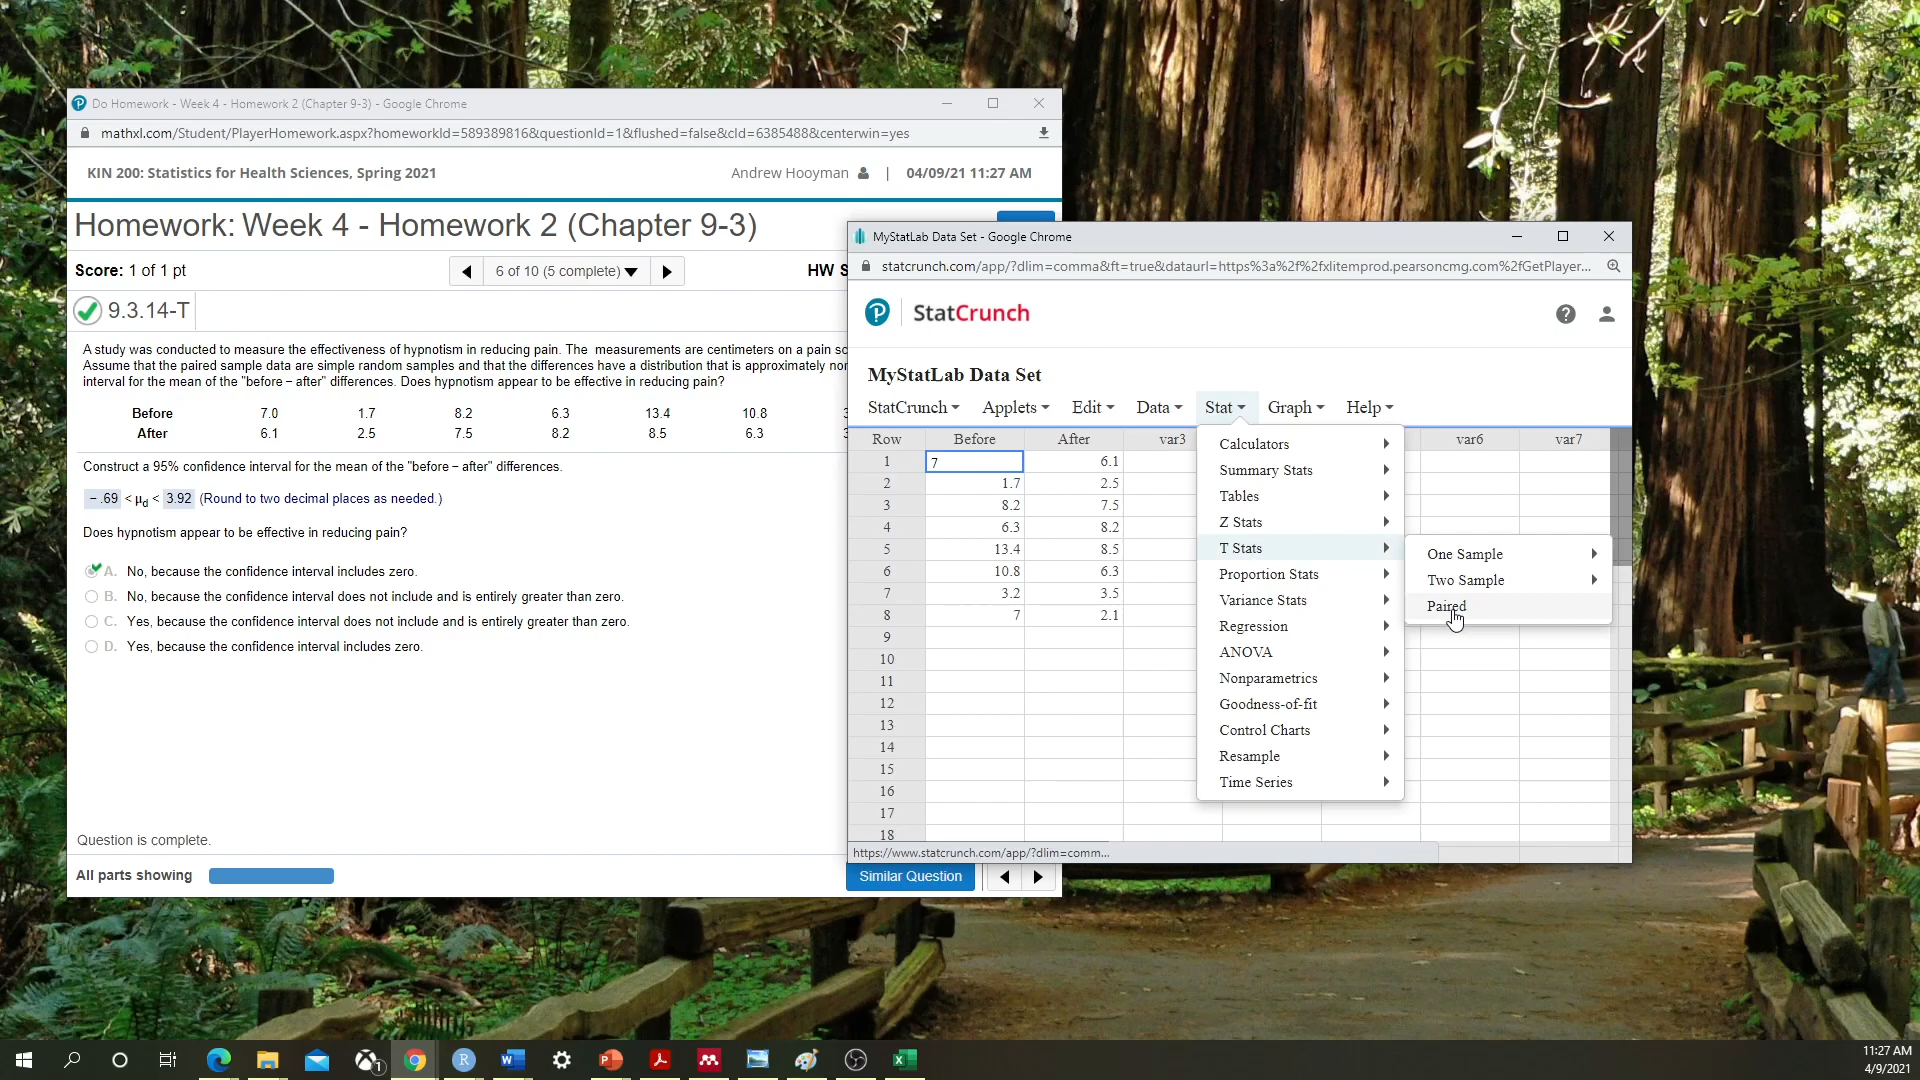 Do Homework - Week 4 - Homework 2 (Chapter 9-3) - Google Chrome
mathxl.com/Student/PlayerHomework.aspx?homeworkId=589389816&questionId=1&flushed=false&cId=6385488&centerwin=yes
KIN 200: Statistics for Health Sciences, Spring 2021
Andrew Hooyman | 04/09/21 11:27 AM
Homework: Week 4 - Homework 2 (Chapter 9-3)
Score: 1 of 1 pt
6 of 10 (5 complete)
HW S
9.3.14-T
A study was conducted to measure the effectiveness of hypnotism in reducing pain. The measurements are centimeters on a pain sc
Assume that the paired sample data are simple random samples and that the differences have a distribution that is approximately nor
interval for the mean of the "before − after" differences. Does hypnotism appear to be effective in reducing pain?
Before 7.0 1.7 8.2 6.3 13.4 10.8 3
After 6.1 2.5 7.5 8.2 8.5 6.3 3
Construct a 95% confidence interval for the mean of the "before − after" differences.
− .69 < μd < 3.92 (Round to two decimal places as needed.)
Does hypnotism appear to be effective in reducing pain?
A. No, because the confidence interval includes zero.
B. No, because the confidence interval does not include and is entirely greater than zero.
C. Yes, because the confidence interval does not include and is entirely greater than zero.
D. Yes, because the confidence interval includes zero.
Question is complete.
All parts showing
Similar Question
MyStatLab Data Set - Google Chrome
statcrunch.com/app/?dlim=comma&ft=true&dataurl=https%3a%2f%2fxlitemprod.pearsoncmg.com%2fGetPlayer...
StatCrunch
MyStatLab Data Set
StatCrunch Applets Edit Data Stat Graph Help
Row Before After var3 var6 var7
1 7 6.1
2 1.7 2.5
3 8.2 7.5
4 6.3 8.2
5 13.4 8.5
6 10.8 6.3
7 3.2 3.5
8 7 2.1
9
10
11
12
13
14
15
16
17
18
Calculators
Summary Stats
Tables
Z Stats
T Stats
Proportion Stats
Variance Stats
Regression
ANOVA
Nonparametrics
Goodness-of-fit
Control Charts
Resample
Time Series
One Sample
Two Sample
Paired
https://www.statcrunch.com/app/?dlim=comm...
11:27 AM
4/9/2021